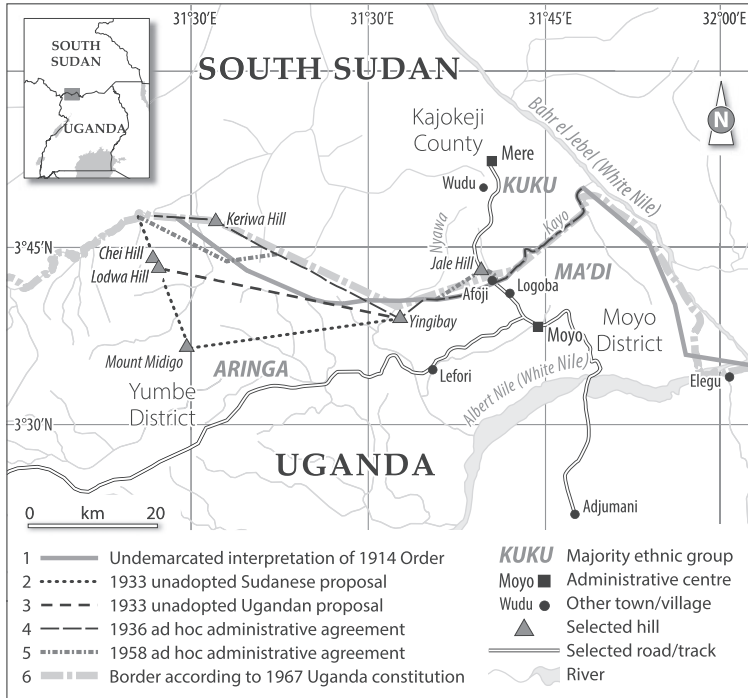 31°30'E
31°30'E
31°45'E
32°00'E
SOUTH
SUDAN
UGANDA
SOUTH SUDAN
N
Kajokeji
County
Bahr el Jebel (White Nile)
Mere
Wudu
KUKU
Keriwa Hill
Nyawa
Kayo
3°45'N
Chei Hill
Lodwa Hill
Jale Hill
MA'DI
Afoji
Logoba
Yingibay
Moyo
Moyo
District
Mount Midigo
ARINGA
Lefori
Albert Nile (White Nile)
Elegu
Yumbe
District
3°30'N
UGANDA
Adjumani
0 km 20
1 Undemarcated interpretation of 1914 Order
2 1933 unadopted Sudanese proposal
3 1933 unadopted Ugandan proposal
4 1936 ad hoc administrative agreement
5 1958 ad hoc administrative agreement
6 Border according to 1967 Uganda constitution
KUKU Majority ethnic group
Moyo Administrative centre
Wudu Other town/village
Selected hill
Selected road/track
River